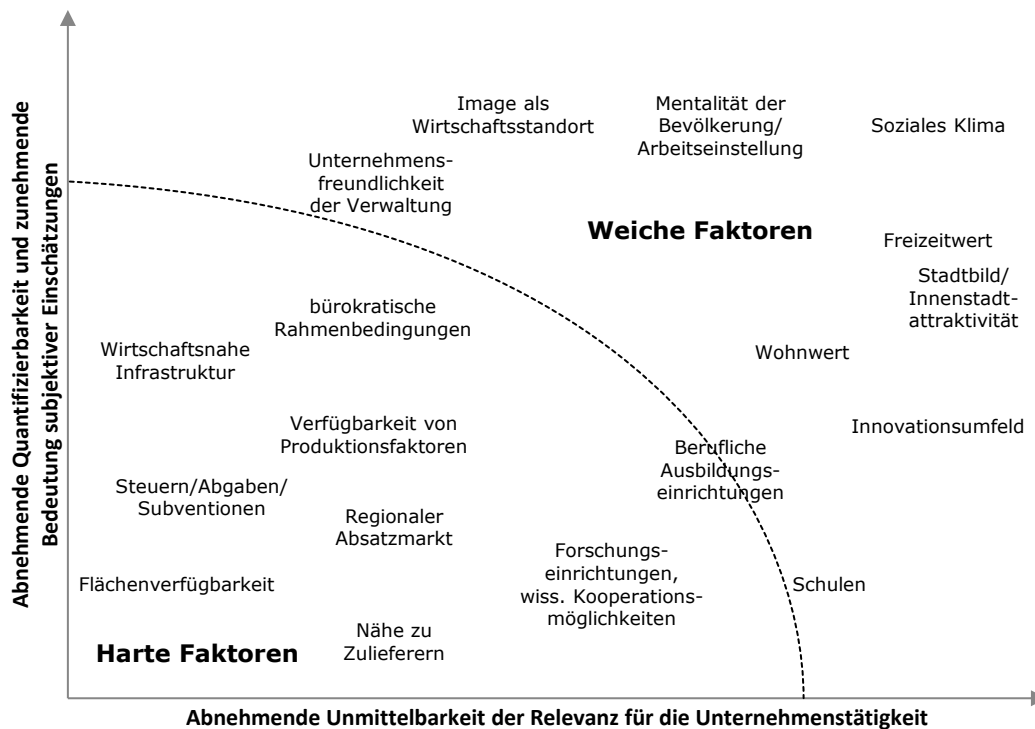 Abnehmende Quantifizierbarkeit und zunehmende
Bedeutung subjektiver Einschätzungen
Image als
Wirtschaftsstandort
Mentalität der
Bevölkerung/
Arbeitseinstellung
Soziales Klima
Unternehmens-
freundlichkeit
der Verwaltung
Weiche Faktoren
Freizeitwert
Stadtbild/
Innenstadt-
attraktivität
bürokratische
Rahmenbedingungen
Wirtschaftsnahe
Infrastruktur
Wohnwert
Verfügbarkeit von
Produktionsfaktoren
Innovationsumfeld
Berufliche
Ausbildungs-
einrichtungen
Steuern/Abgaben/
Subventionen
Regionaler
Absatzmarkt
Forschungs-
einrichtungen,
wiss. Kooperations-
möglichkeiten
Flächenverfügbarkeit
Schulen
Harte Faktoren
Nähe zu
Zulieferern
Abnehmende Unmittelbarkeit der Relevanz für die Unternehmenstätigkeit